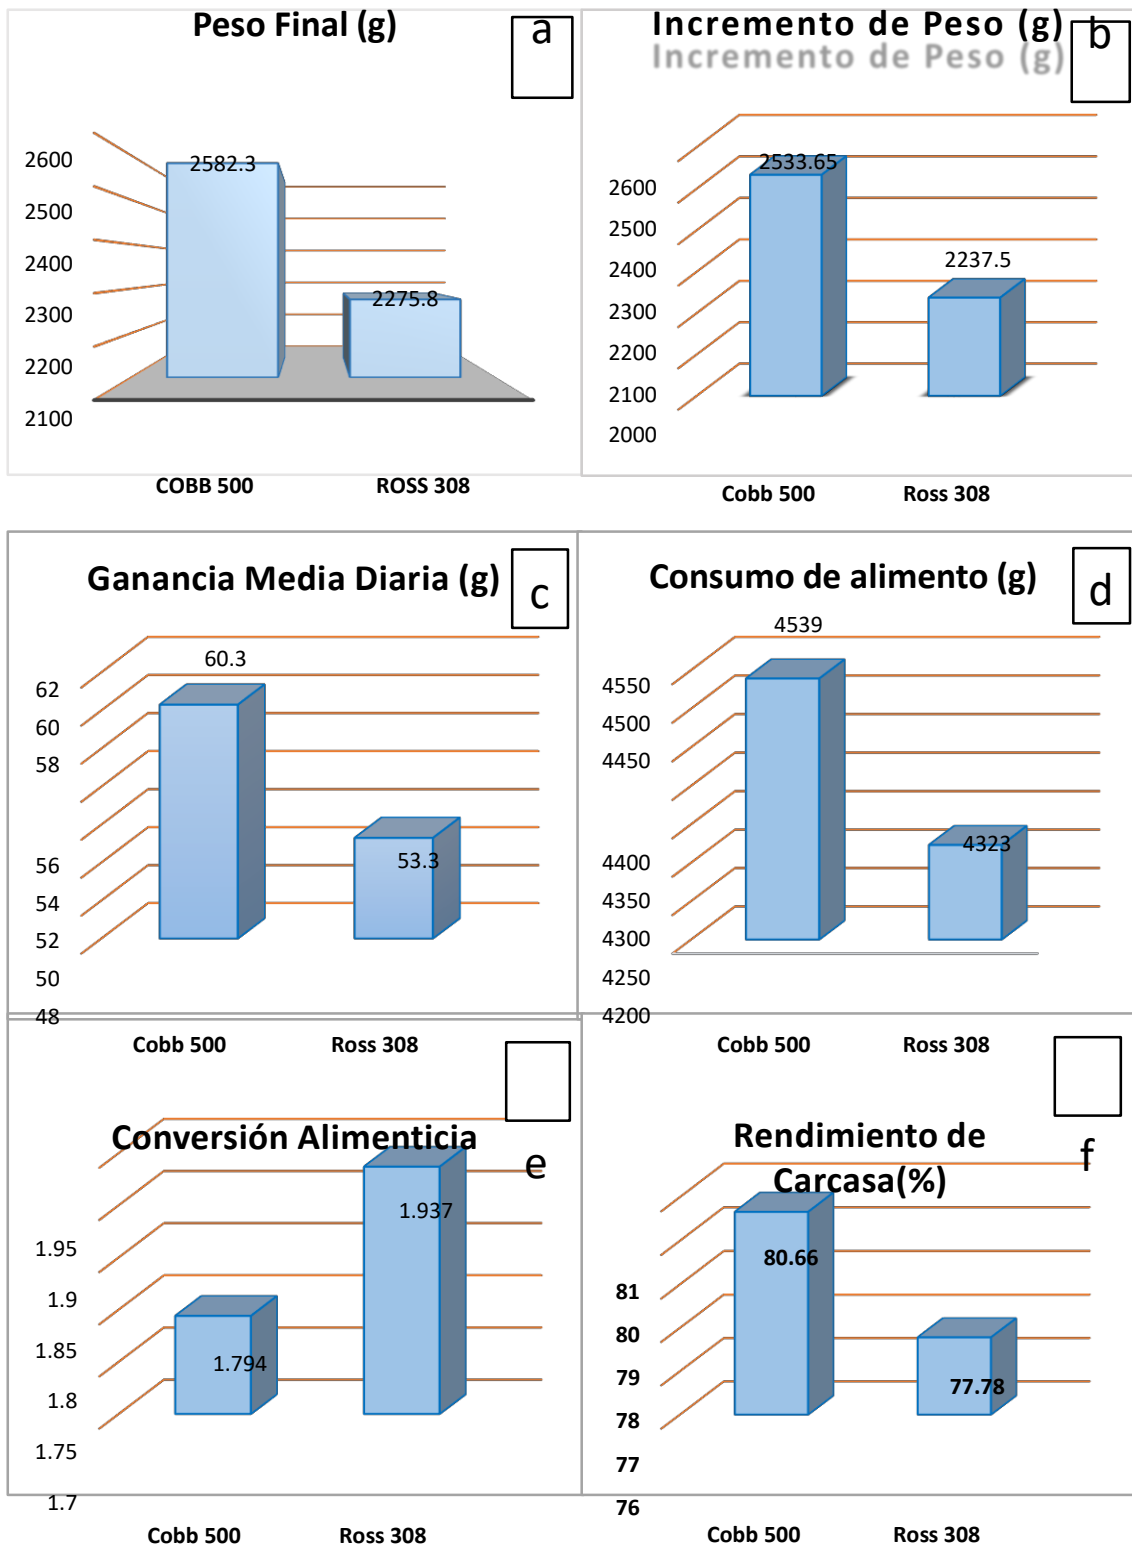 Peso Final (g)
a
2600
2500
2400
2300
2200
2100
2582.3
2275.8
COBB 500 ROSS 308
Incremento de Peso (g)
b
2600
2500
2400
2300
2200
2100
2000
2533.65
2237.5
Cobb 500 Ross 308
Ganancia Media Diaria (g)
c
62
60
58
56
54
52
50
48
60.3
53.3
Cobb 500 Ross 308
Consumo de alimento (g)
d
4550
4500
4450
4400
4350
4300
4250
4200
4539
4323
Cobb 500 Ross 308
Conversión Alimenticia
e
1.95
1.9
1.85
1.8
1.75
1.7
1.794
1.937
Cobb 500 Ross 308
Rendimiento de
Carcasa(%)
f
81
80
79
78
77
76
80.66
77.78
Cobb 500 Ross 308